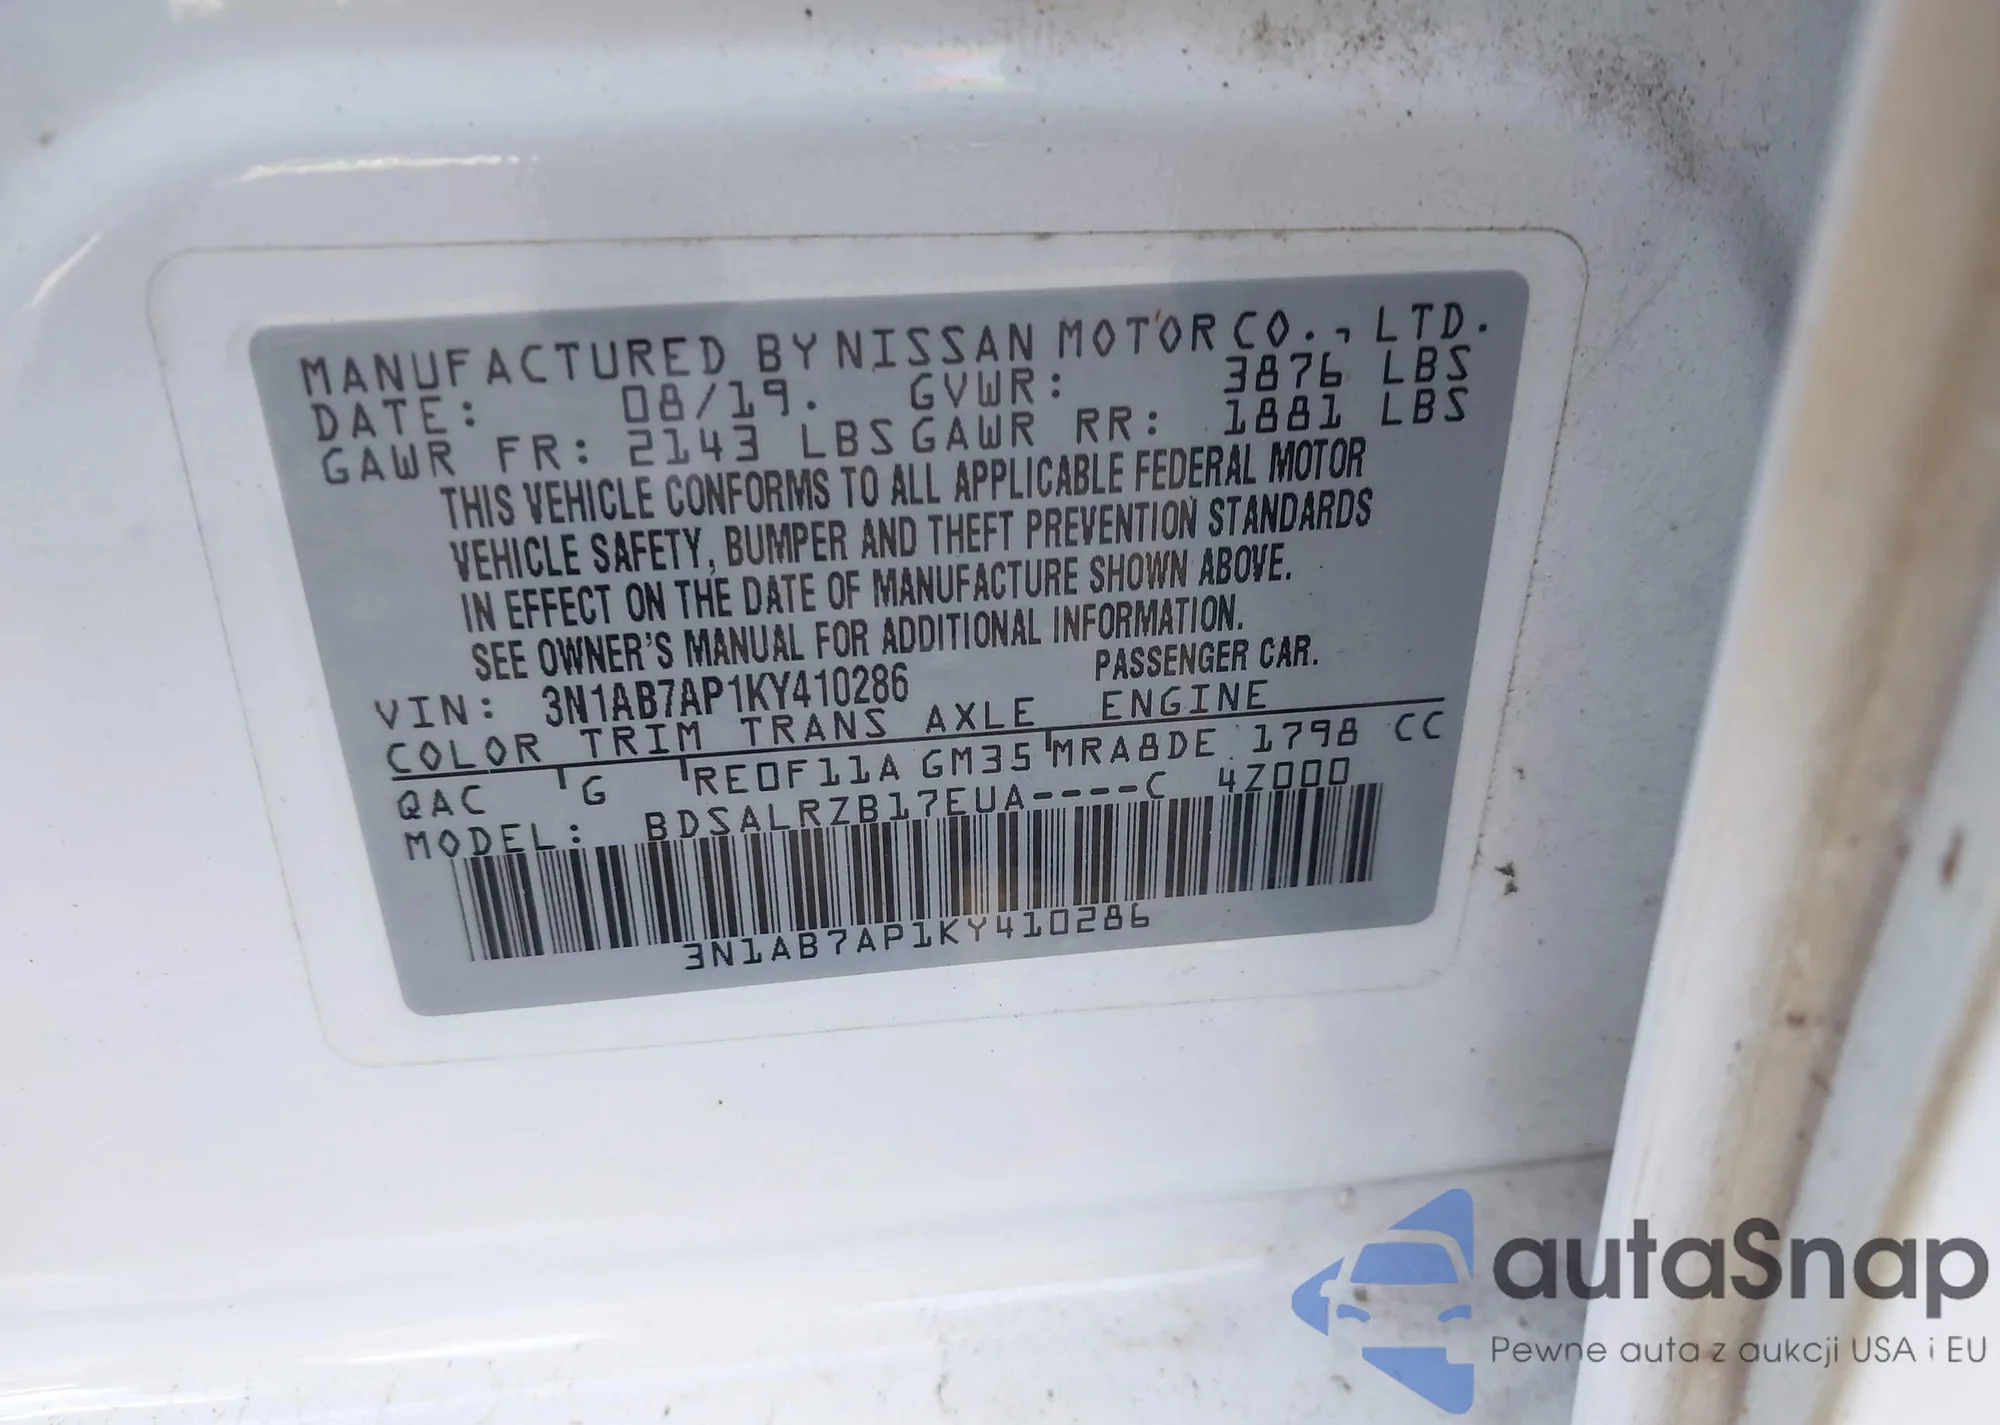 MANUFACTURED BY NISSAN MOTOR CO., LTD.
DATE: 08/19. GVWR: 3876 LBS
GAWR FR: 2143 LBS GAWR RR: 1881 LBS
THIS VEHICLE CONFORMS TO ALL APPLICABLE FEDERAL MOTOR
VEHICLE SAFETY, BUMPER AND THEFT PREVENTION STANDARDS
IN EFFECT ON THE DATE OF MANUFACTURE SHOWN ABOVE.
SEE OWNER'S MANUAL FOR ADDITIONAL INFORMATION.
VIN: 3N1AB7AP1KY410286 PASSENGER CAR.
COLOR TRIM TRANS AXLE ENGINE
QAC G RE0F11A GM35 MRA8DE 1798 CC
MODEL: BDSALRZB17EUA----C 4Z000
3N1AB7AP1KY410286
autaSnap
Pewne auta z aukcji USA i EU